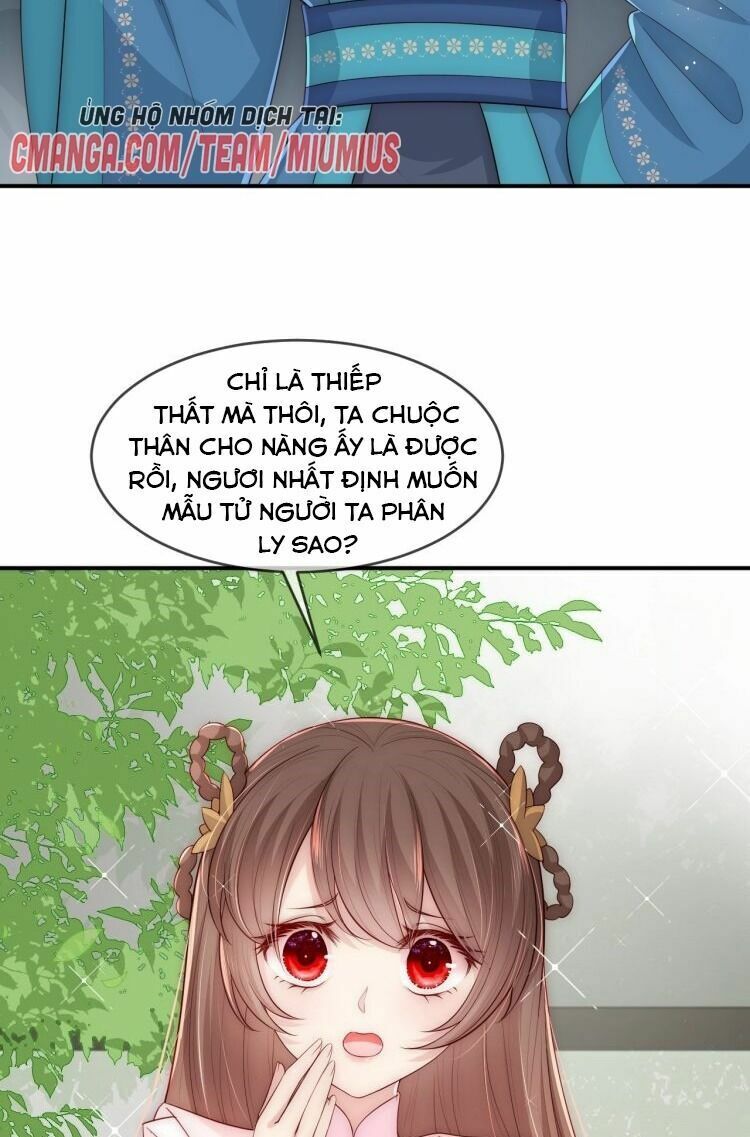 ỦNG HỘ NHÓM DỊCH TẠI:
CMANGA.COM/TEAM/MIUMIUS
CHỈ LÀ THIẾP
THẤT MÀ THÔI, TA CHUỘC
THÂN CHO NÀNG ẤY LÀ ĐƯỢC
RỒI, NGƯƠI NHẤT ĐỊNH MUỐN
MẪU TỬ NGƯỜI TA PHÂN
LY SAO?